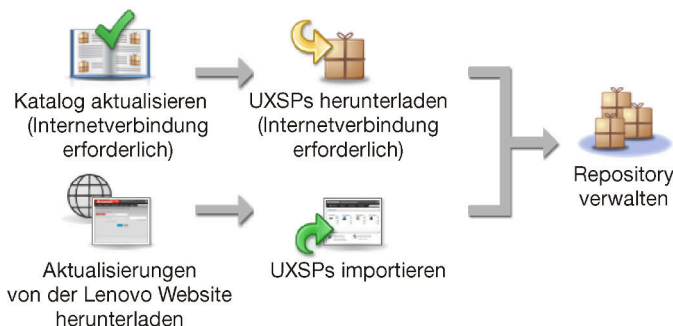 Katalog aktualisieren
(Internetverbindung
erforderlich)
UXSPs herunterladen
(Internetverbindung
erforderlich)
Repository
verwalten
Aktualisierungen
von der Lenovo Website
herunterladen
UXSPs importieren